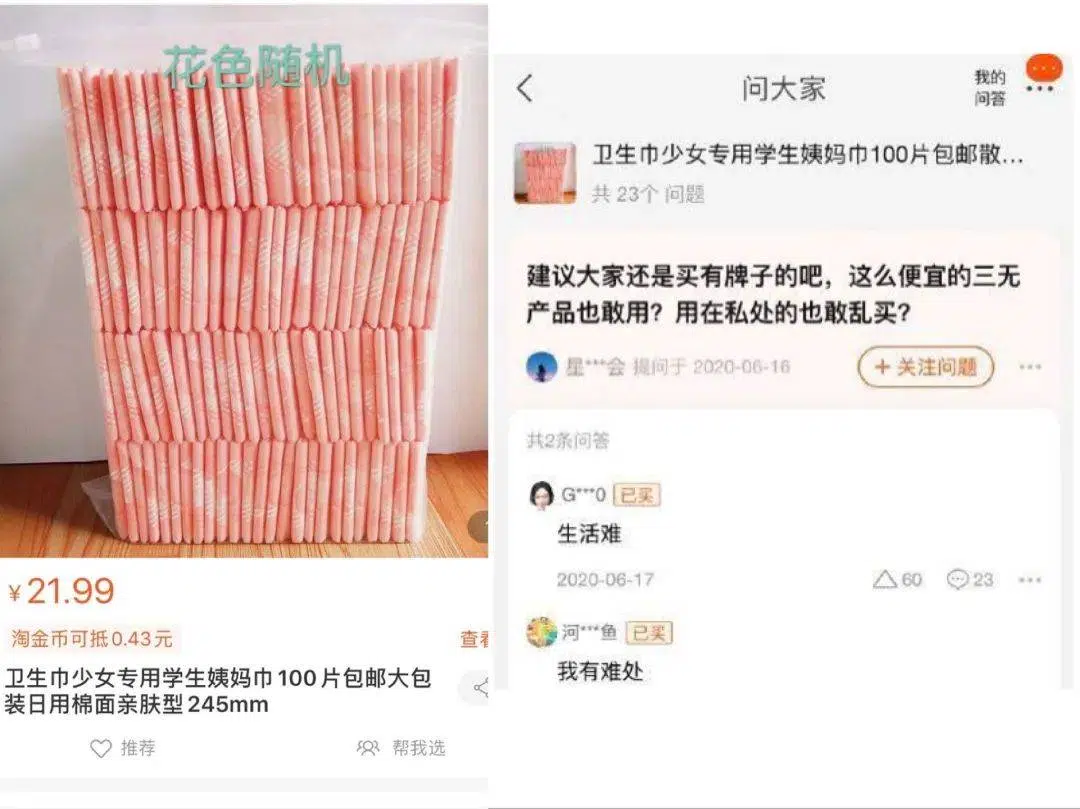 花色随机
¥21.99
淘金币可抵0.43元
查看
卫生巾少女专用学生姨妈巾100片包邮大包
装日用棉面亲肤型245mm
推荐
帮我选
问大家
我的
问答
卫生巾少女专用学生姨妈巾100片包邮散...
共 23个 问题
建议大家还是买有牌子的吧，这么便宜的三无
产品也敢用？用在私处的也敢乱买？
星***会 提问于 2020-06-16
+ 关注问题
共2条问答
G***0 已买
生活难
2020-06-17
60
23
河***鱼 已买
我有难处